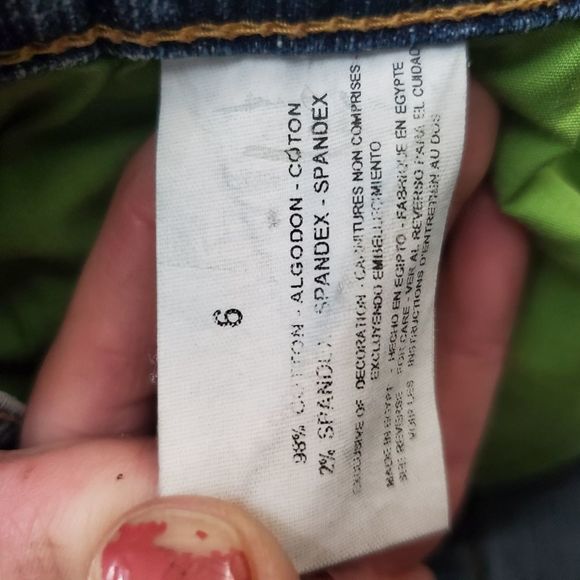 6
98% COTTON - ALGODON - COTON
2% SPANDEX - SPANDEX - SPANDEX
EXCLUSIVE OF DECORATION - GARNITURES NON COMPRISES
EXCLUYENDO EMBELLECIMIENTO
MADE IN EGYPT - HECHO EN EGIPTO - FABRIQUE EN EGYPTE
SEE REVERSE FOR CARE - VER AL REVERSO PARA EL CUIDADO
VOIR LES INSTRUCTIONS D'ENTRETIEN AU DOS